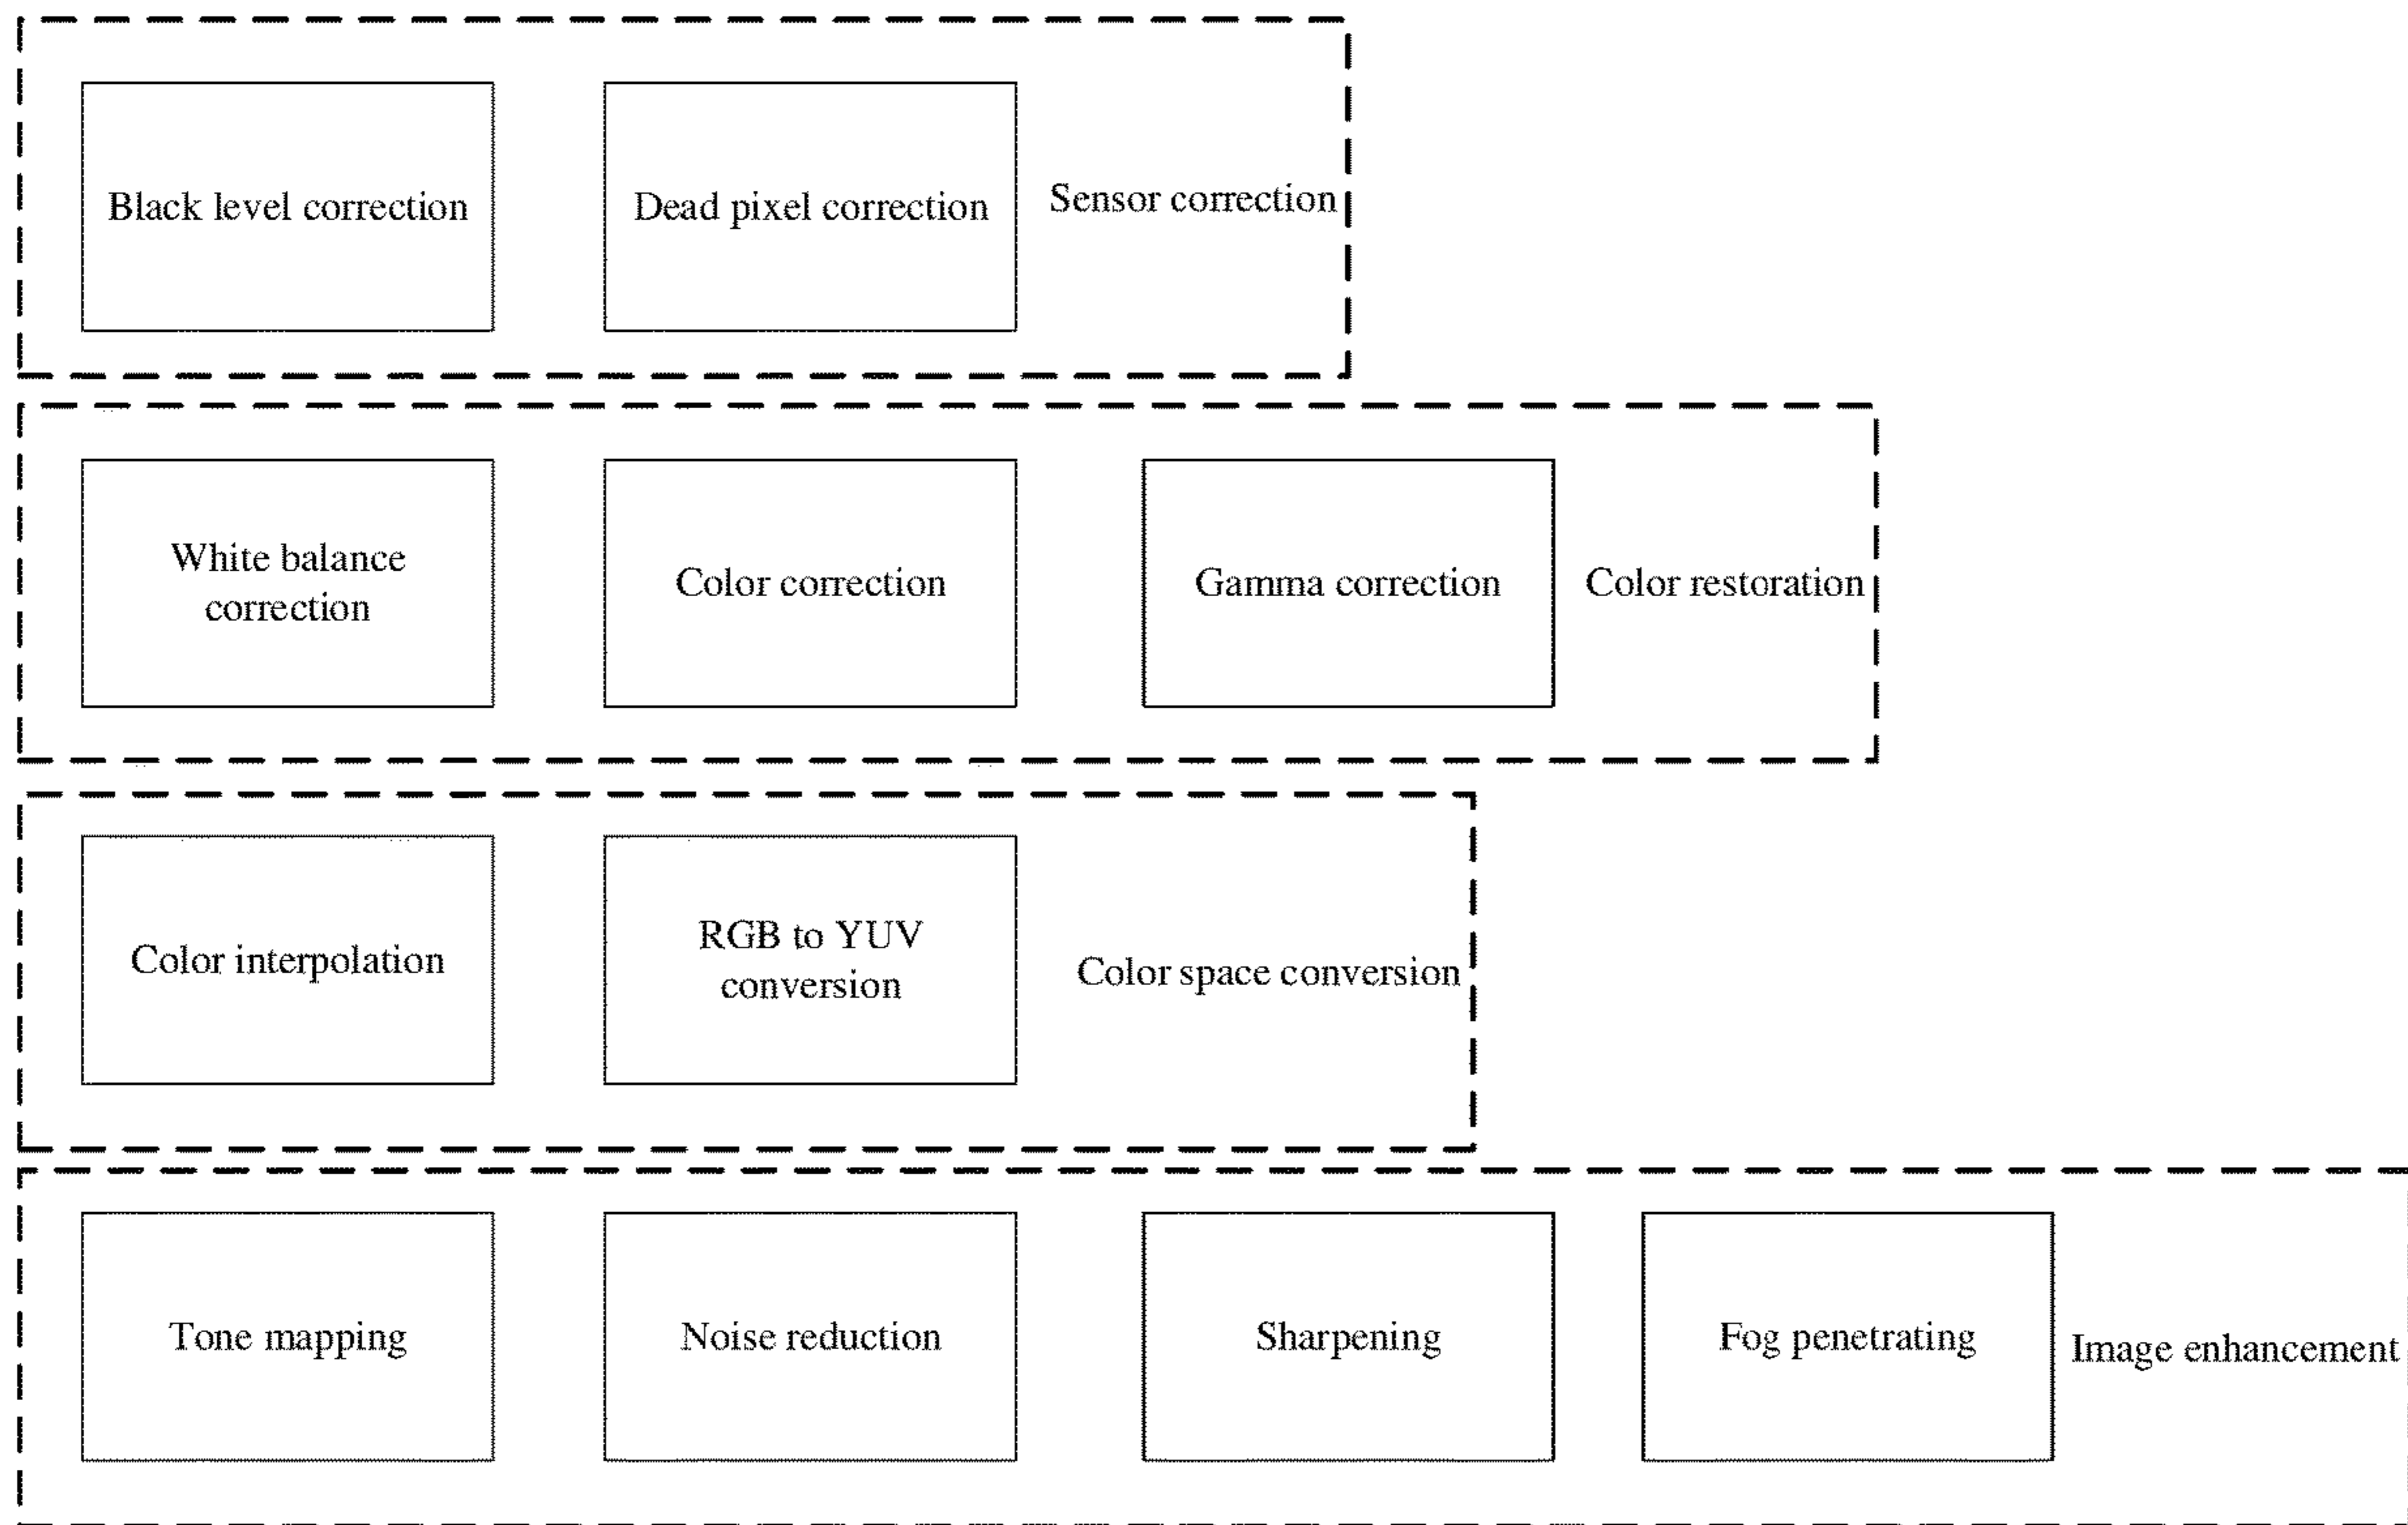 Black level correction
Dead pixel correction
Sensor correction
White balance
correction
Color correction
Gamma correction
Color restoration
Color interpolation
RGB to YUV
conversion
Color space conversion
Tone mapping
Noise reduction
Sharpening
Fog penetrating
Image enhancement